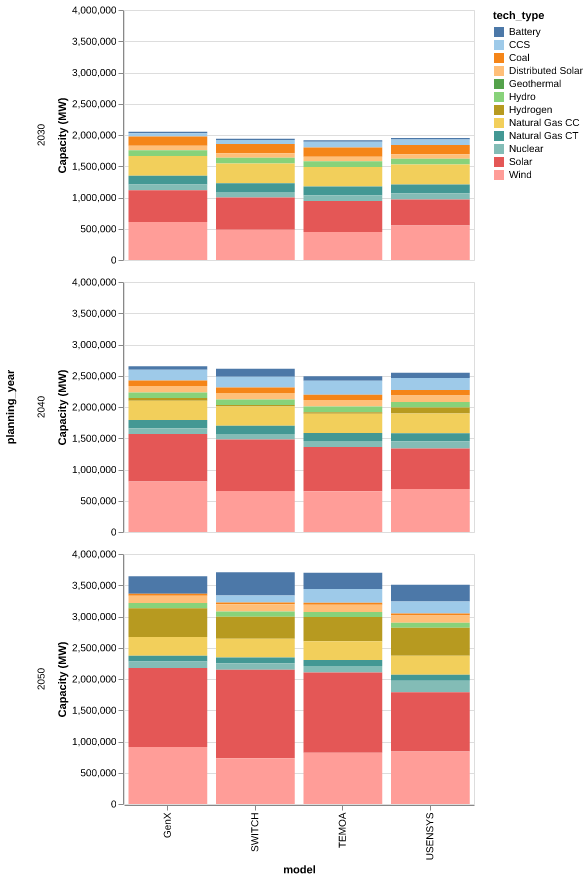 tech_type
Battery
CCS
Coal
Distributed Solar
Geothermal
Hydro
Hydrogen
Natural Gas CC
Natural Gas CT
Nuclear
Solar
Wind
planning_year
2030
Capacity (MW)
4,000,000
3,500,000
3,000,000
2,500,000
2,000,000
1,500,000
1,000,000
500,000
0
2040
Capacity (MW)
4,000,000
3,500,000
3,000,000
2,500,000
2,000,000
1,500,000
1,000,000
500,000
0
2050
Capacity (MW)
4,000,000
3,500,000
3,000,000
2,500,000
2,000,000
1,500,000
1,000,000
500,000
0
GenX
SWITCH
TEMOA
USENSYS
model